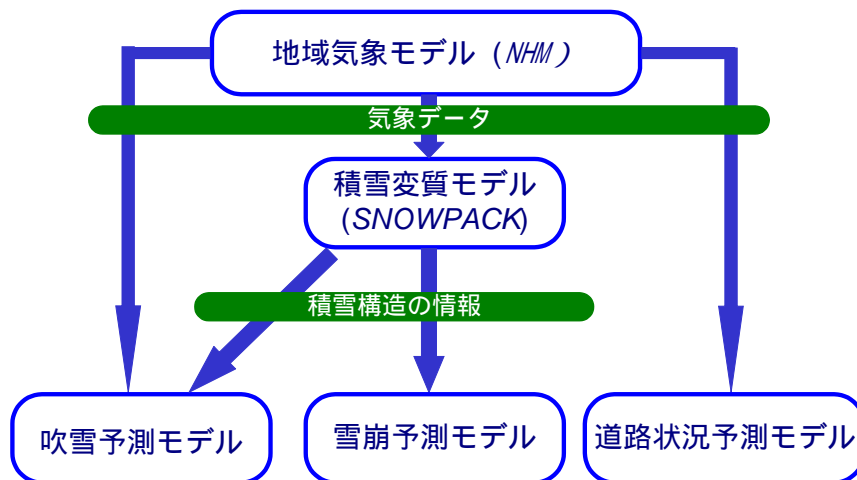 地域気象モデル（NHM）
気象データ
積雪変質モデル
(SNOWPACK)
積雪構造の情報
吹雪予測モデル
雪崩予測モデル
道路状況予測モデル